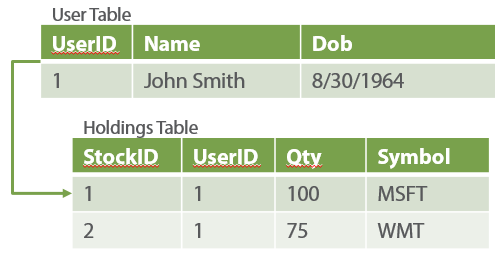 User Table
UserID Name Dob
1 John Smith 8/30/1964
Holdings Table
StockID UserID Qty Symbol
1 1 100 MSFT
2 1 75 WMT